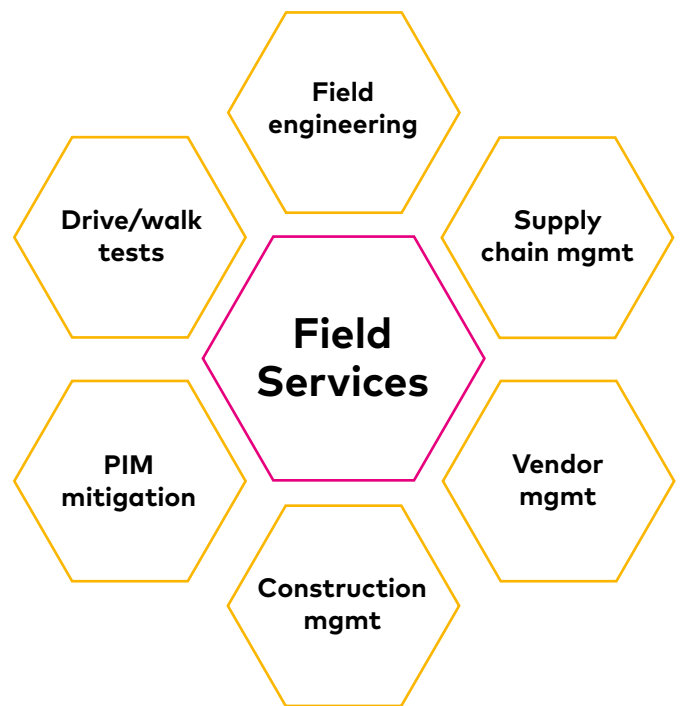 Field
engineering
Drive/walk
tests
Supply
chain mgmt
Field
Services
PIM
mitigation
Vendor
mgmt
Construction
mgmt